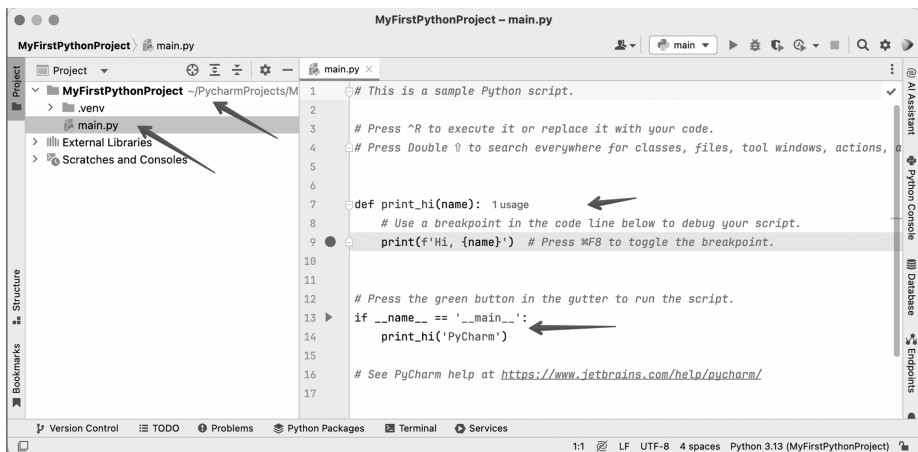 MyFirstPythonProject – main.py
MyFirstPythonProject main.py
main
Project
main.py
MyFirstPythonProject ~/PycharmProjects/M
.venv
main.py
External Libraries
Scratches and Consoles
Project
Structure
Bookmarks
1 # This is a sample Python script.
2
3 # Press ^R to execute it or replace it with your code.
4 # Press Double ⇧ to search everywhere for classes, files, tool windows, actions,
5
6
7 def print_hi(name): 1 usage
8 # Use a breakpoint in the code line below to debug your script.
9 print(f'Hi, {name}') # Press ⌘F8 to toggle the breakpoint.
10
11
12 # Press the green button in the gutter to run the script.
13 if __name__ == '__main__':
14 print_hi('PyCharm')
15
16 # See PyCharm help at https://www.jetbrains.com/help/pycharm/
17
AI Assistant
Python Console
Database
Endpoints
Version Control TODO Problems Python Packages Terminal Services
1:1 LF UTF-8 4 spaces Python 3.13 (MyFirstPythonProject)